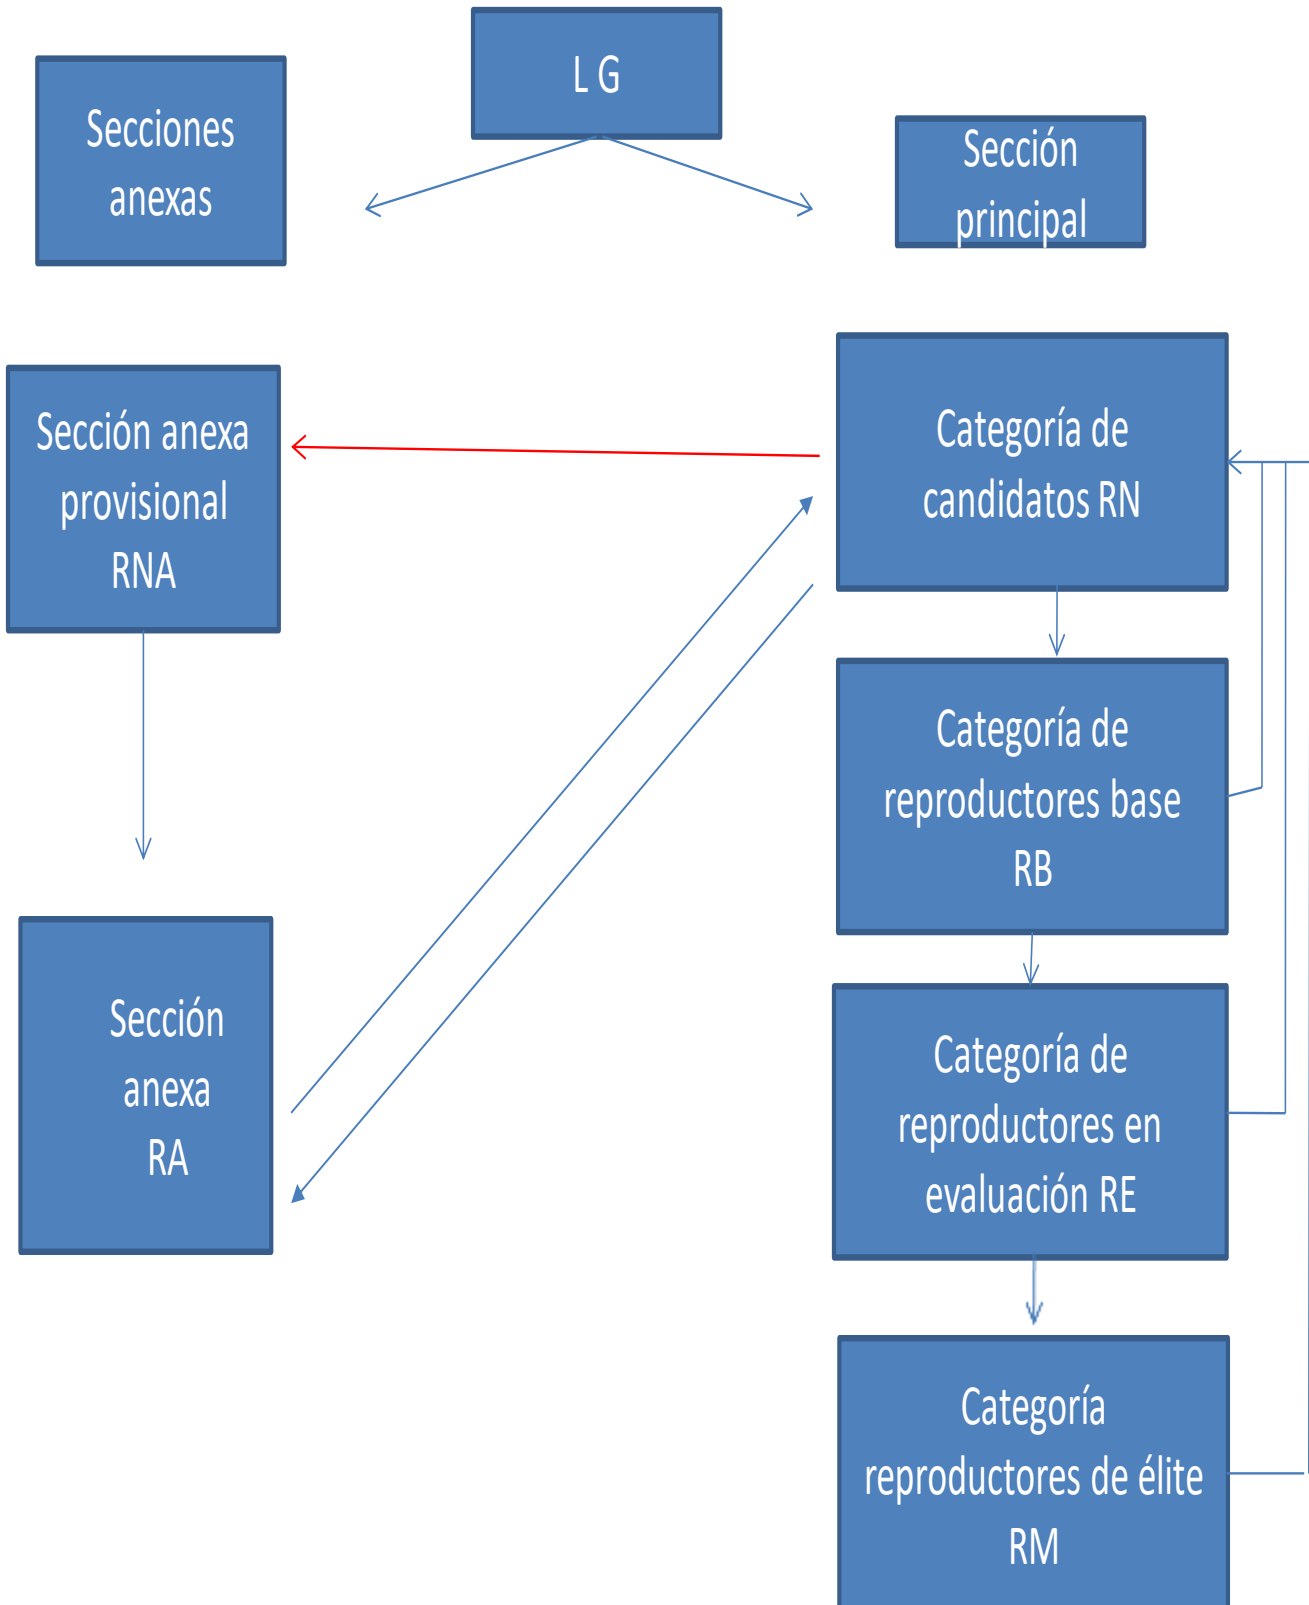 L G
Secciones
anexas
Sección
principal
Sección anexa
provisional
RNA
Categoría de
candidatos RN
Categoría de
reproductores base
RB
Sección
anexa
RA
Categoría de
reproductores en
evaluación RE
Categoría
reproductores de élite
RM